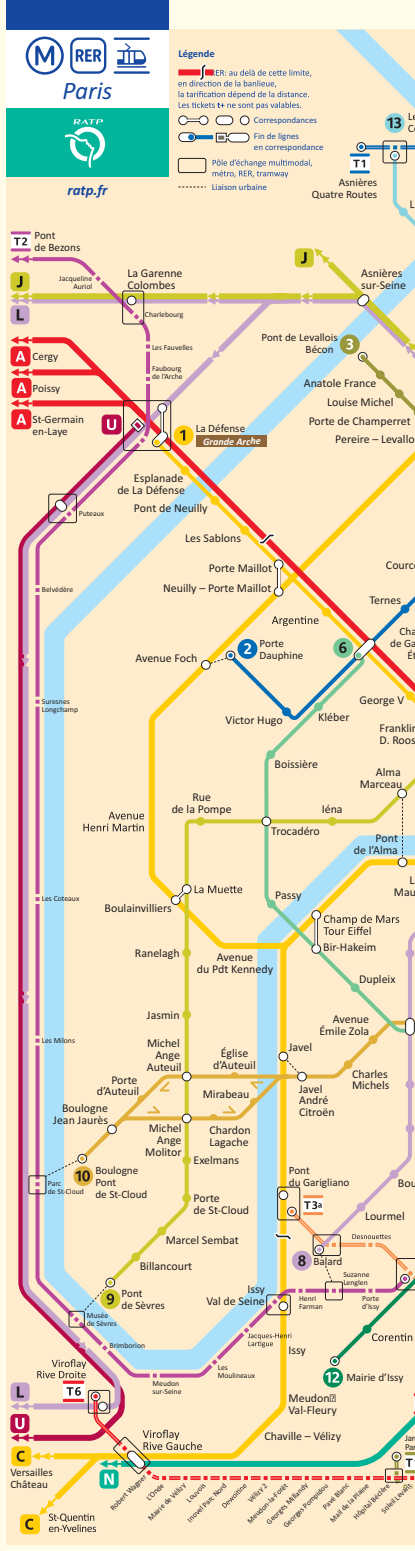 M RER
Paris
RATP
ratp.fr
Légende
RER: au delà de cette limite,
en direction de la banlieue,
la tarification dépend de la distance.
Les tickets t+ ne sont pas valables.
Correspondances
Fin de lignes
en correspondance
Pôle d'échange multimodal,
métro, RER, tramway
Liaison urbaine
13
T1
Asnières
Quatre Routes
T2 Pont
de Bezons
Jacqueline
Auriol
J
L
La Garenne
Colombes
Charlebourg
J
Asnières
sur-Seine
Les Fauvelles
Faubourg
de l'Arche
A Cergy
A Poissy
A St-Germain
en-Laye
U
1 La Défense
Grande Arche
Pont de Levallois
Bécon
3
Anatole France
Louise Michel
Porte de Champerret
Esplanade
de La Défense
Pont de Neuilly
Puteaux
Les Sablons
Porte Maillot
Neuilly – Porte Maillot
Belvédère
Argentine
Ternes
Avenue Foch
2 Porte
Dauphine
6
George V
Victor Hugo
Kléber
Suresnes
Longchamp
Boissière
Alma
Marceau
Rue
de la Pompe
Iéna
Avenue
Henri Martin
Trocadéro
Pont
de l'Alma
La Muette
Boulainvilliers
Passy
Les Coteaux
Champ de Mars
Tour Eiffel
Bir-Hakeim
Ranelagh
Avenue
du Pdt Kennedy
Dupleix
Jasmin
Avenue
Émile Zola
Les Milons
Michel
Ange
Auteuil
Église
d'Auteuil
Javel
Porte
d'Auteuil
Mirabeau
Javel
André
Citroën
Charles
Michels
Boulogne
Jean Jaurès
Michel
Ange
Molitor
Chardon
Lagache
Exelmans
10 Boulogne
Pont
de St-Cloud
Parc
de St-Cloud
Pont
du Garigliano
T3a
Porte
de St-Cloud
Lourmel
Marcel Sembat
Desnouettes
8 Balard
Billancourt
Suzanne
Lenglen
9 Pont
de Sèvres
Issy
Val de Seine
Henri
Farman
Porte
d'Issy
Musée
de Sèvres
Jacques-Henri
Lartigue
Issy
Corentin
Brimborion
Les
Moulineaux
Meudon
sur-Seine
12 Mairie d'Issy
Viroflay
Rive Droite
T6
L
U
Meudon
Val-Fleury
Viroflay
Rive Gauche
Chaville – Vélizy
C
Versailles
Château
N
C St-Quentin
en-Yvelines
Robert Wagner
L'Onde
Mairie de Vélizy
Louvois
Inovel Parc Nord
Dewoitine
Vélizy 2
Meudon-la-Forêt
Georges Millandy
Georges Pompidou
Pavé Blanc
Mail de la Plaine
Hôpital Béclère
Soleil Levant